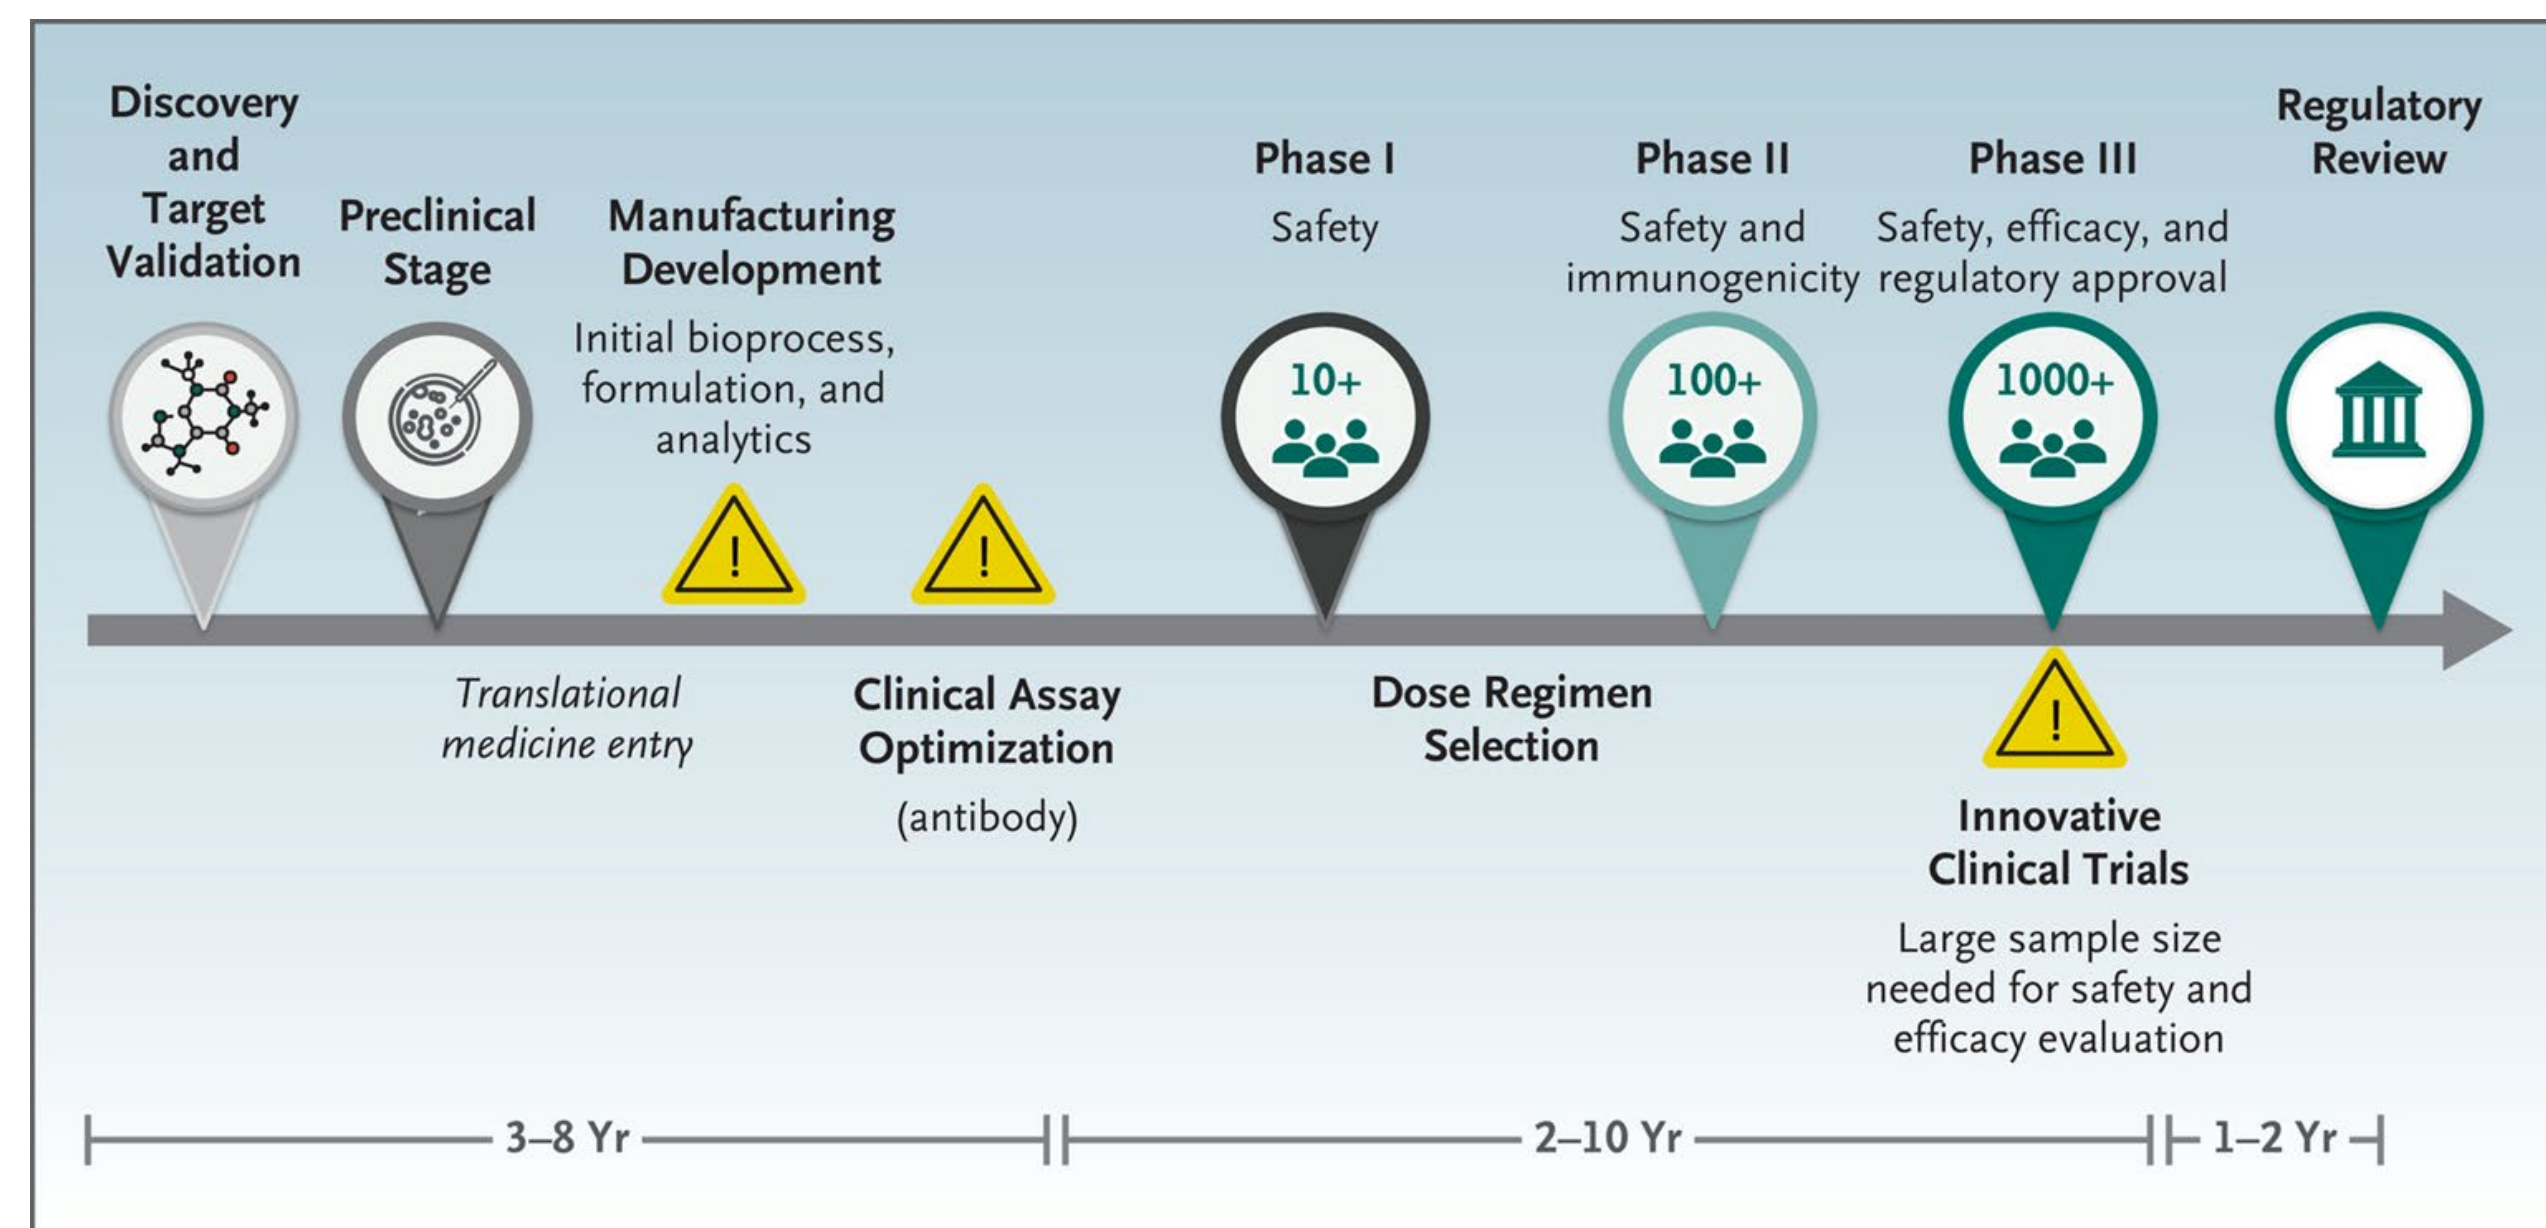 Discovery
and
Target
Validation
Preclinical
Stage
Manufacturing
Development
Initial bioprocess,
formulation, and
analytics
!
!
Phase I
Safety
10+
Phase II
Safety and
immunogenicity
100+
Phase III
Safety, efficacy, and
regulatory approval
1000+
Regulatory
Review
Translational
medicine entry
Clinical Assay
Optimization
(antibody)
Dose Regimen
Selection
!
Innovative
Clinical Trials
Large sample size
needed for safety and
efficacy evaluation
3–8 Yr
2–10 Yr
1–2 Yr